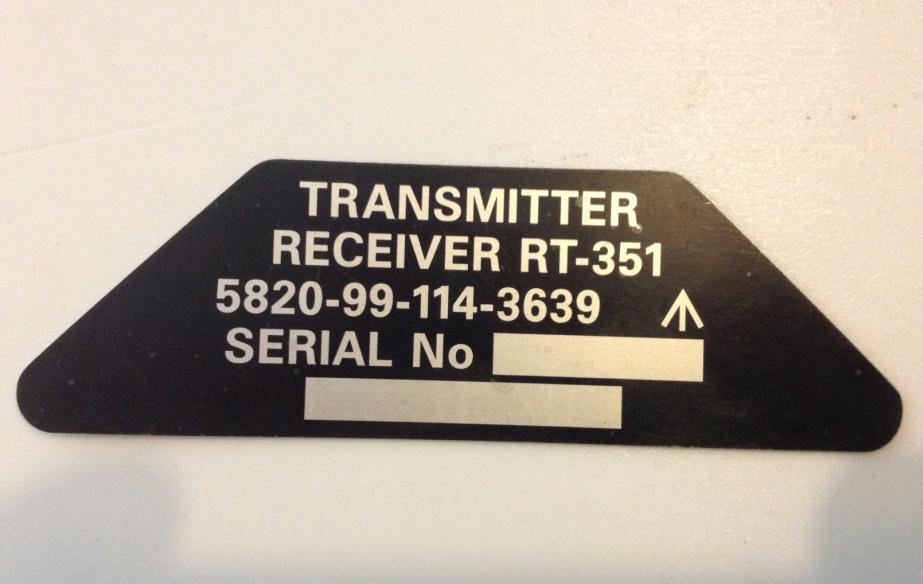 TRANSMITTER
RECEIVER RT-351
5820-99-114-3639
SERIAL No